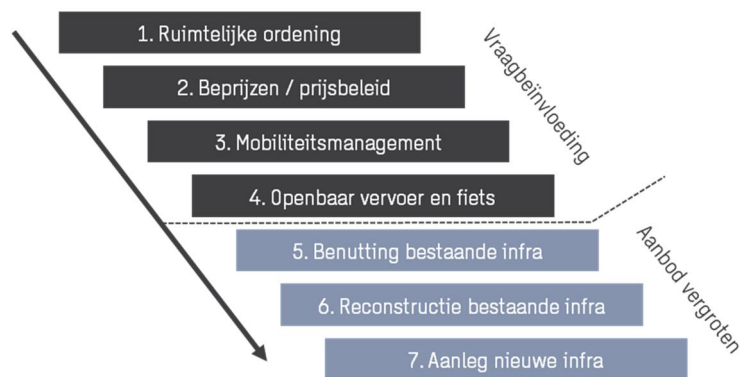 1. Ruimtelijke ordening
2. Beprijzen / prijsbeleid
3. Mobiliteitsmanagement
4. Openbaar vervoer en fiets
5. Benutting bestaande infra
6. Reconstructie bestaande infra
7. Aanleg nieuwe infra
Vraagbeïnvloeding
Aanbod vergroten